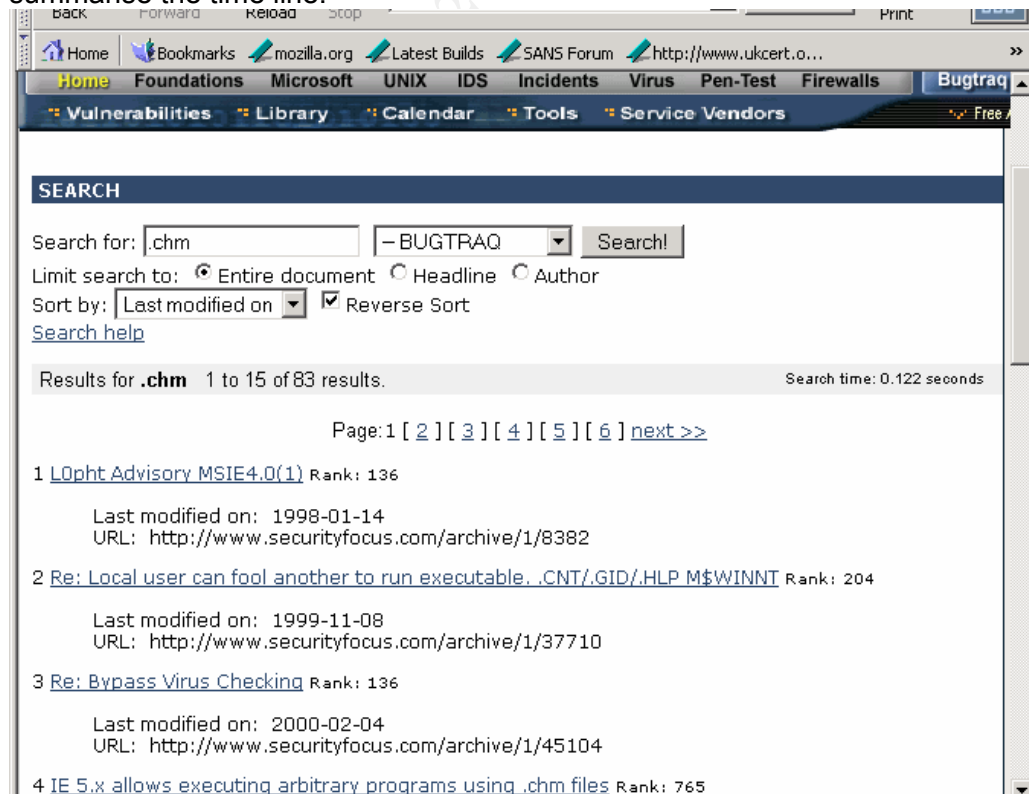 summarise the time line.
Back Forward Reload Stop Print
Home Bookmarks mozilla.org Latest Builds SANS Forum http://www.ukcert.o... »
Home Foundations Microsoft UNIX IDS Incidents Virus Pen-Test Firewalls Bugtraq
Vulnerabilities Library Calendar Tools Service Vendors Free
SEARCH
Search for: .chm – BUGTRAQ Search!
Limit search to: Entire document Headline Author
Sort by: Last modified on Reverse Sort
Search help
Results for .chm 1 to 15 of 83 results. Search time: 0.122 seconds
Page: 1 [ 2 ] [ 3 ] [ 4 ] [ 5 ] [ 6 ] next >>
1 L0pht Advisory MSIE4.0(1) Rank: 136
Last modified on: 1998-01-14
URL: http://www.securityfocus.com/archive/1/8382
2 Re: Local user can fool another to run executable. .CNT/.GID/.HLP M$WINNT Rank: 204
Last modified on: 1999-11-08
URL: http://www.securityfocus.com/archive/1/37710
3 Re: Bypass Virus Checking Rank: 136
Last modified on: 2000-02-04
URL: http://www.securityfocus.com/archive/1/45104
4 IE 5.x allows executing arbitrary programs using .chm files Rank: 765